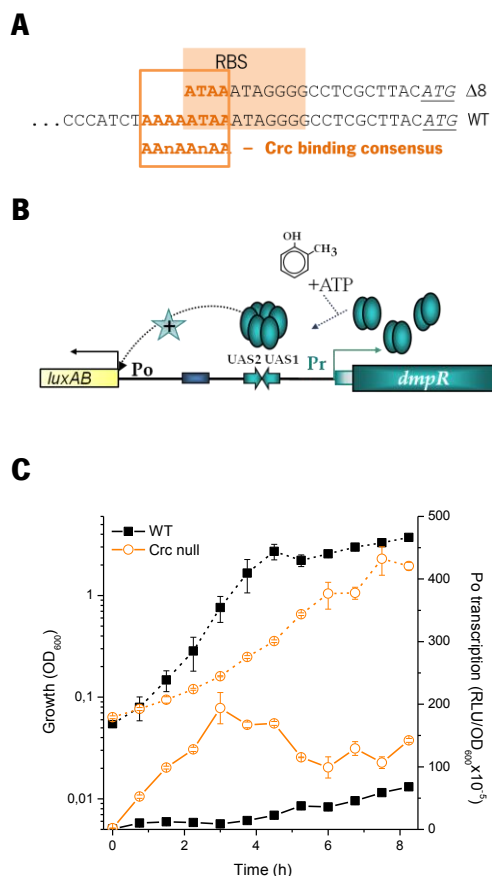 A
RBS
ATAAATAGGGGCCTCGCTTACATG Δ8
...CCCATCTAAAAATAAATAGGGGCCTCGCTTACATG WT
AAnAAnAA – Crc binding consensus
B
OH
CH3
+ATP
+
UAS2 UAS1
Po
Pr
luxAB
dmpR
C
WT
Crc null
Growth (OD600)
1
0,1
0,01
Po transcription (RLU/OD600x10-5)
500
400
300
200
100
0
0 2 4 6 8
Time (h)